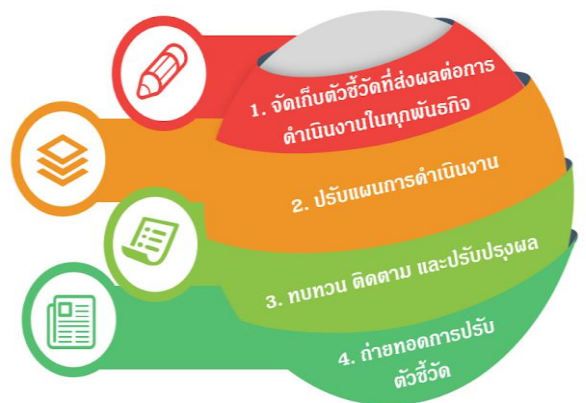 1. จัดเก็บตัวชี้วัดที่ส่งผลต่อการ
ดำเนินงานในทุกพันธกิจ
2. ปรับแผนการดำเนินงาน
3. ทบทวน ติดตาม และปรับปรุงผล
4. ถ่ายทอดการปรับ
ตัวชี้วัด